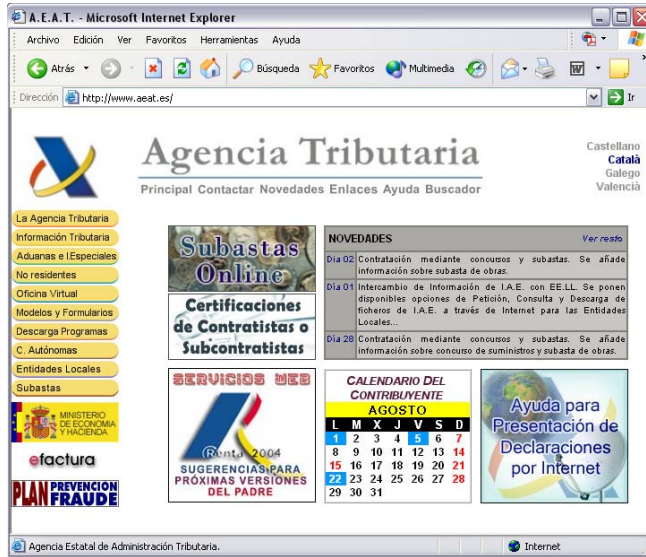 A.E.A.T. - Microsoft Internet Explorer
Archivo Edición Ver Favoritos Herramientas Ayuda
Atrás Búsqueda Favoritos Multimedia
Dirección http://www.aeat.es/ Ir
Agencia Tributaria
Principal Contactar Novedades Enlaces Ayuda Buscador
Castellano
Català
Galego
Valencià
La Agencia Tributaria
Información Tributaria
Aduanas e I.Especiales
No residentes
Oficina Virtual
Modelos y Formularios
Descarga Programas
C. Autónomas
Entidades Locales
Subastas
MINISTERIO
DE ECONOMIA
Y HACIENDA
efactura
PLAN PREVENCION
FRAUDE
Subastas
Online
Certificaciones
de Contratistas o
Subcontratistas
NOVEDADES Ver resto
Día 02 Contratación mediante concursos y subastas. Se añade
información sobre subasta de obras.
Día 01 Intercambio de Información de I.A.E. con EE.LL. Se ponen
disponibles opciones de Petición, Consulta y Descarga de
ficheros de I.A.E. a través de Internet para las Entidades
Locales...
Día 28 Contratación mediante concursos y subastas. Se añade
información sobre concurso de suministros y subasta de obras.
SERVICIOS WEB
Renta 2004
SUGERENCIAS PARA
PRÓXIMAS VERSIONES
DEL PADRE
CALENDARIO DEL
CONTRIBUYENTE
AGOSTO
L M X J V S D
1 2 3 4 5 6 7
8 9 10 11 12 13 14
15 16 17 18 19 20 21
22 23 24 25 26 27 28
29 30 31
Ayuda para
Presentación de
Declaraciones
por Internet
Agencia Estatal de Administración Tributaria. Internet